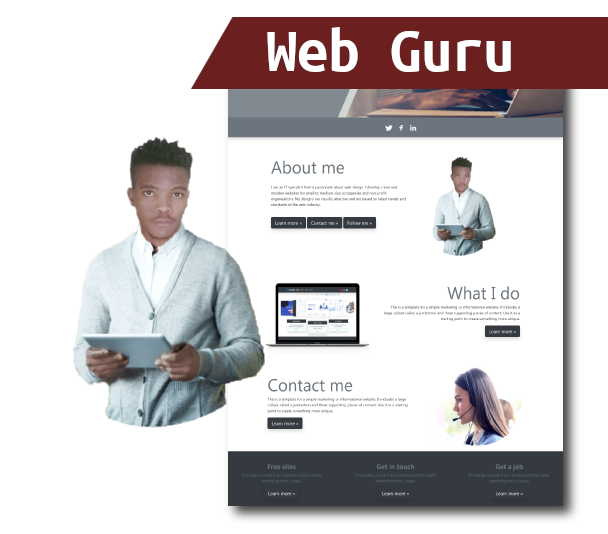 Web Guru
About me
I am an IT specialist that is passionate about web design. I develop clean and
modern websites for small to medium size companies and non-profit
organisations. My designs are visually attractive and are based on latest trends and
standards of the web industry.
Learn more » Contact me » Follow me »
What I do
This is a template for a simple marketing or informational website. It includes a
large callout called a jumbotron and three supporting pieces of content. Use it as a
starting point to create something more unique.
Learn more »
Contact me
This is a template for a simple marketing or informational website. It includes a large
callout called a jumbotron and three supporting pieces of content. Use it as a starting
point to create something more unique.
Learn more »
Free sites
Get in touch
Get a job
Learn more »
Learn more »
Learn more »